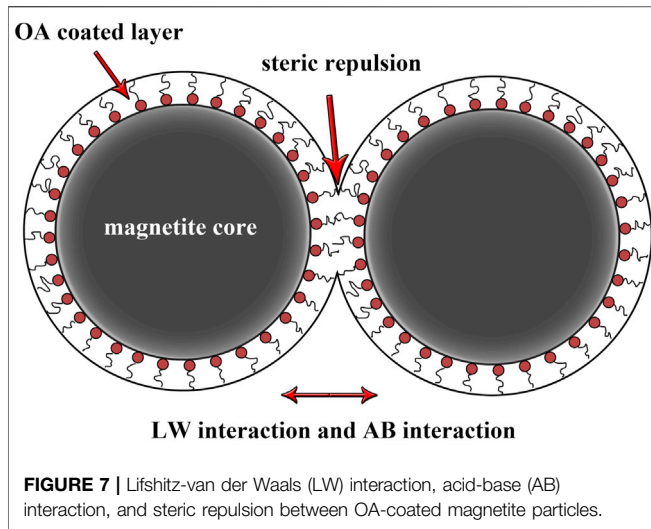 OA coated layer
steric repulsion
magnetite core
LW interaction and AB interaction
FIGURE 7 | Lifshitz-van der Waals (LW) interaction, acid-base (AB)
interaction, and steric repulsion between OA-coated magnetite particles.